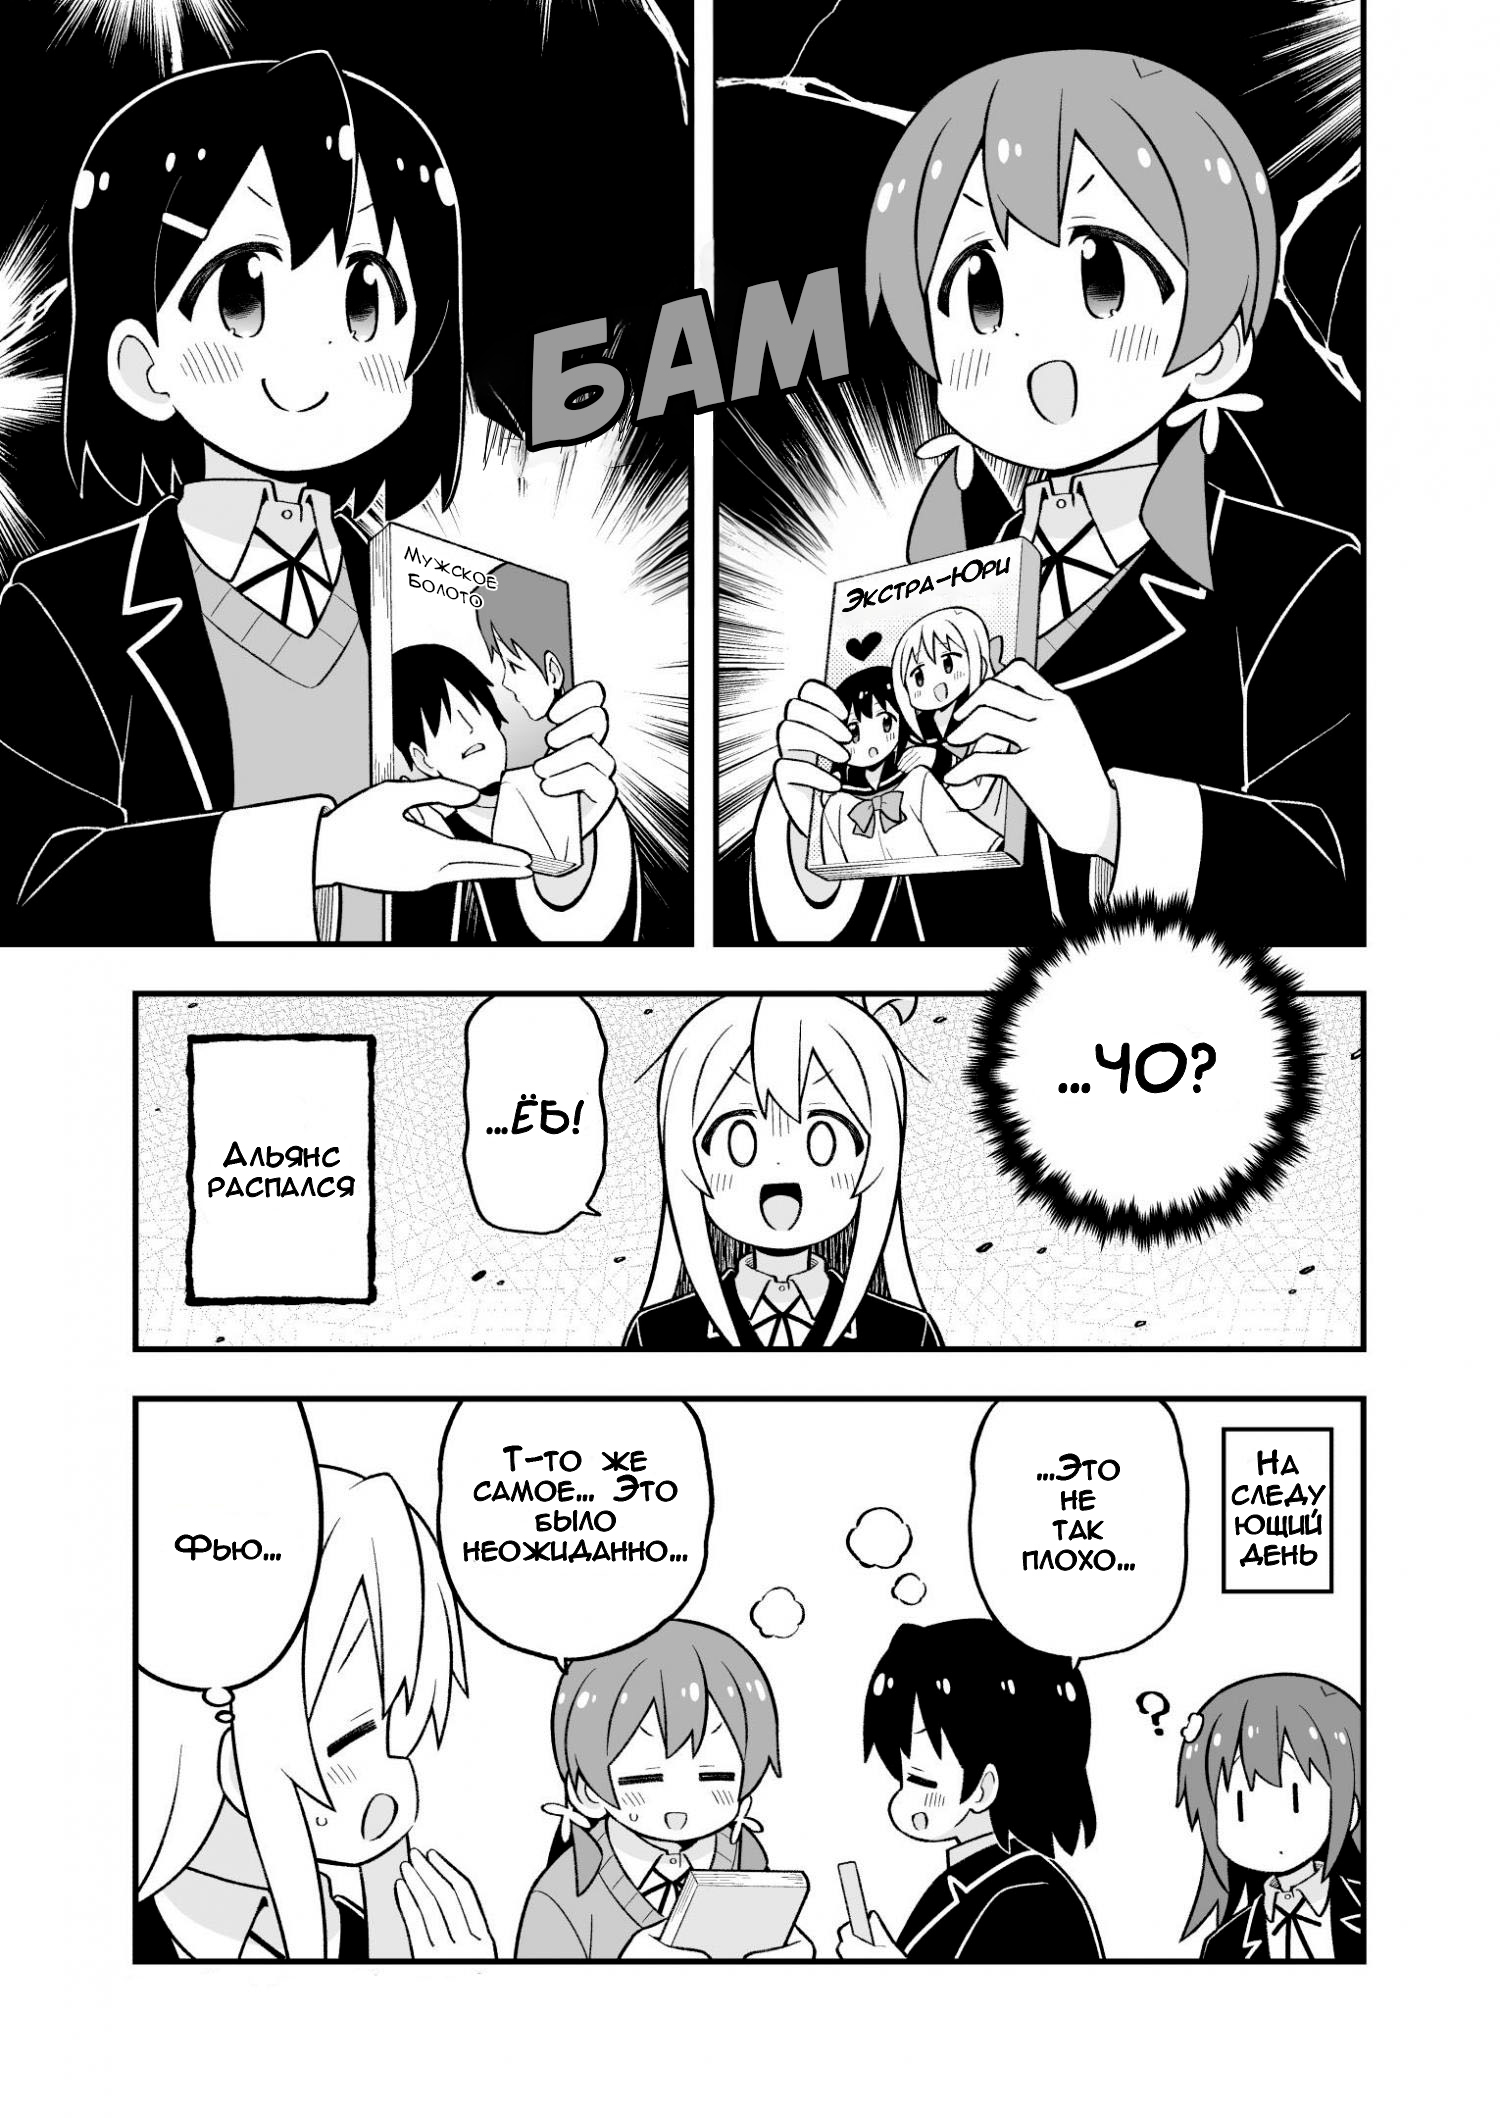 БАМ
Экстра-Юри
Мужское
Болото
...ЧО?
...ЁБ!
Альянс
распался
На
следу
ющий
день
...Это
не
так
плохо...
Т-то же
самое... Это
было
неожиданно...
Фью...
?